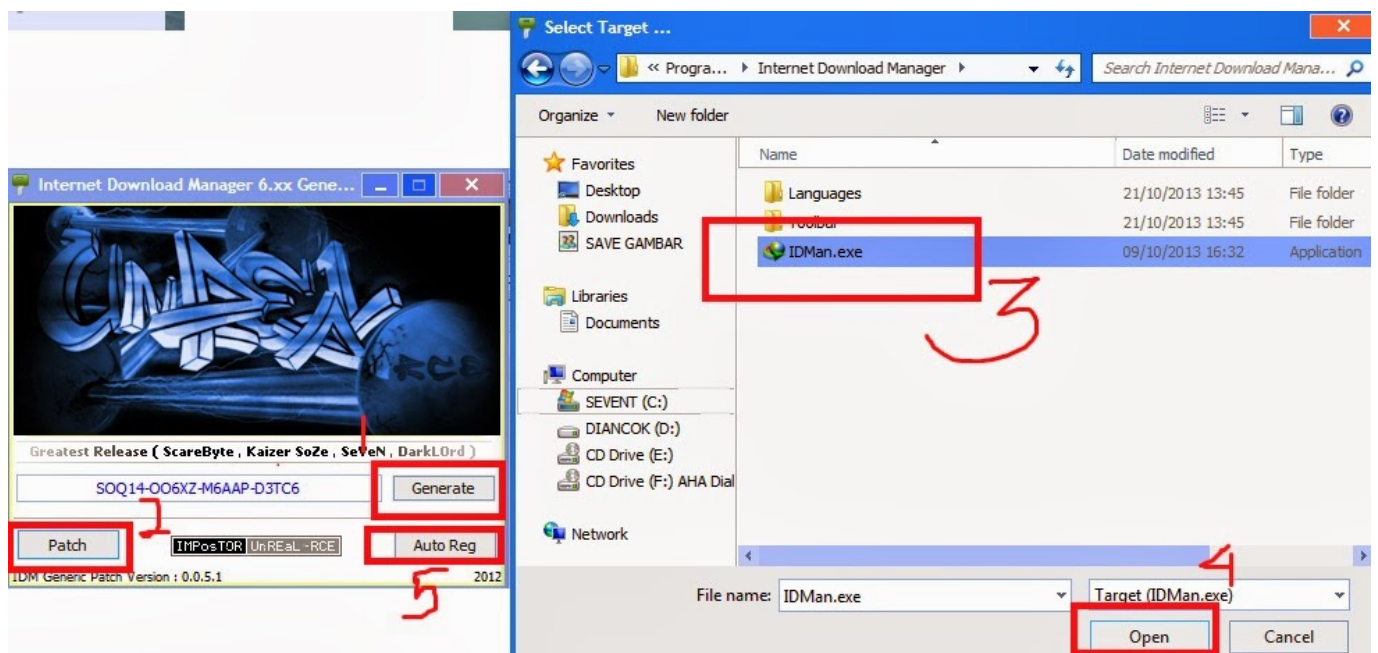 Internet Download Manager 6.xx Gene...
UNREAL
RCE
Greatest Release ( ScareByte , Kaizer SoZe , SeVeN , DarkL0rd )
1
SOQ14-OO6XZ-M6AAP-D3TC6
Generate
2
Patch
IMPosTOR UnREaL-RCE
Auto Reg
5
IDM Generic Patch Version : 0.0.5.1
2012
Select Target ...
« Progra...
Internet Download Manager
Search Internet Download Mana...
Organize
New folder
Favorites
Desktop
Downloads
SAVE GAMBAR
Libraries
Documents
Computer
SEVENT (C:)
DIANCOK (D:)
CD Drive (E:)
CD Drive (F:) AHA Dial
Network
Name Date modified Type
Languages 21/10/2013 13:45 File folder
Toolbar 21/10/2013 13:45 File folder
IDMan.exe 09/10/2013 16:32 Application
3
4
File name: IDMan.exe
Target (IDMan.exe)
Open
Cancel